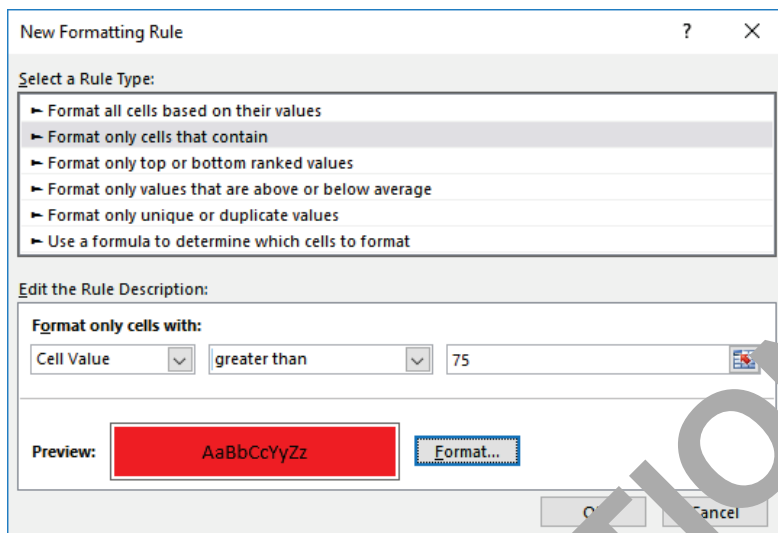 New Formatting Rule ? ×
Select a Rule Type:
► Format all cells based on their values
► Format only cells that contain
► Format only top or bottom ranked values
► Format only values that are above or below average
► Format only unique or duplicate values
► Use a formula to determine which cells to format
Edit the Rule Description:
Format only cells with:
Cell Value greater than 75
Preview: AaBbCcYyZz Format...
Cancel